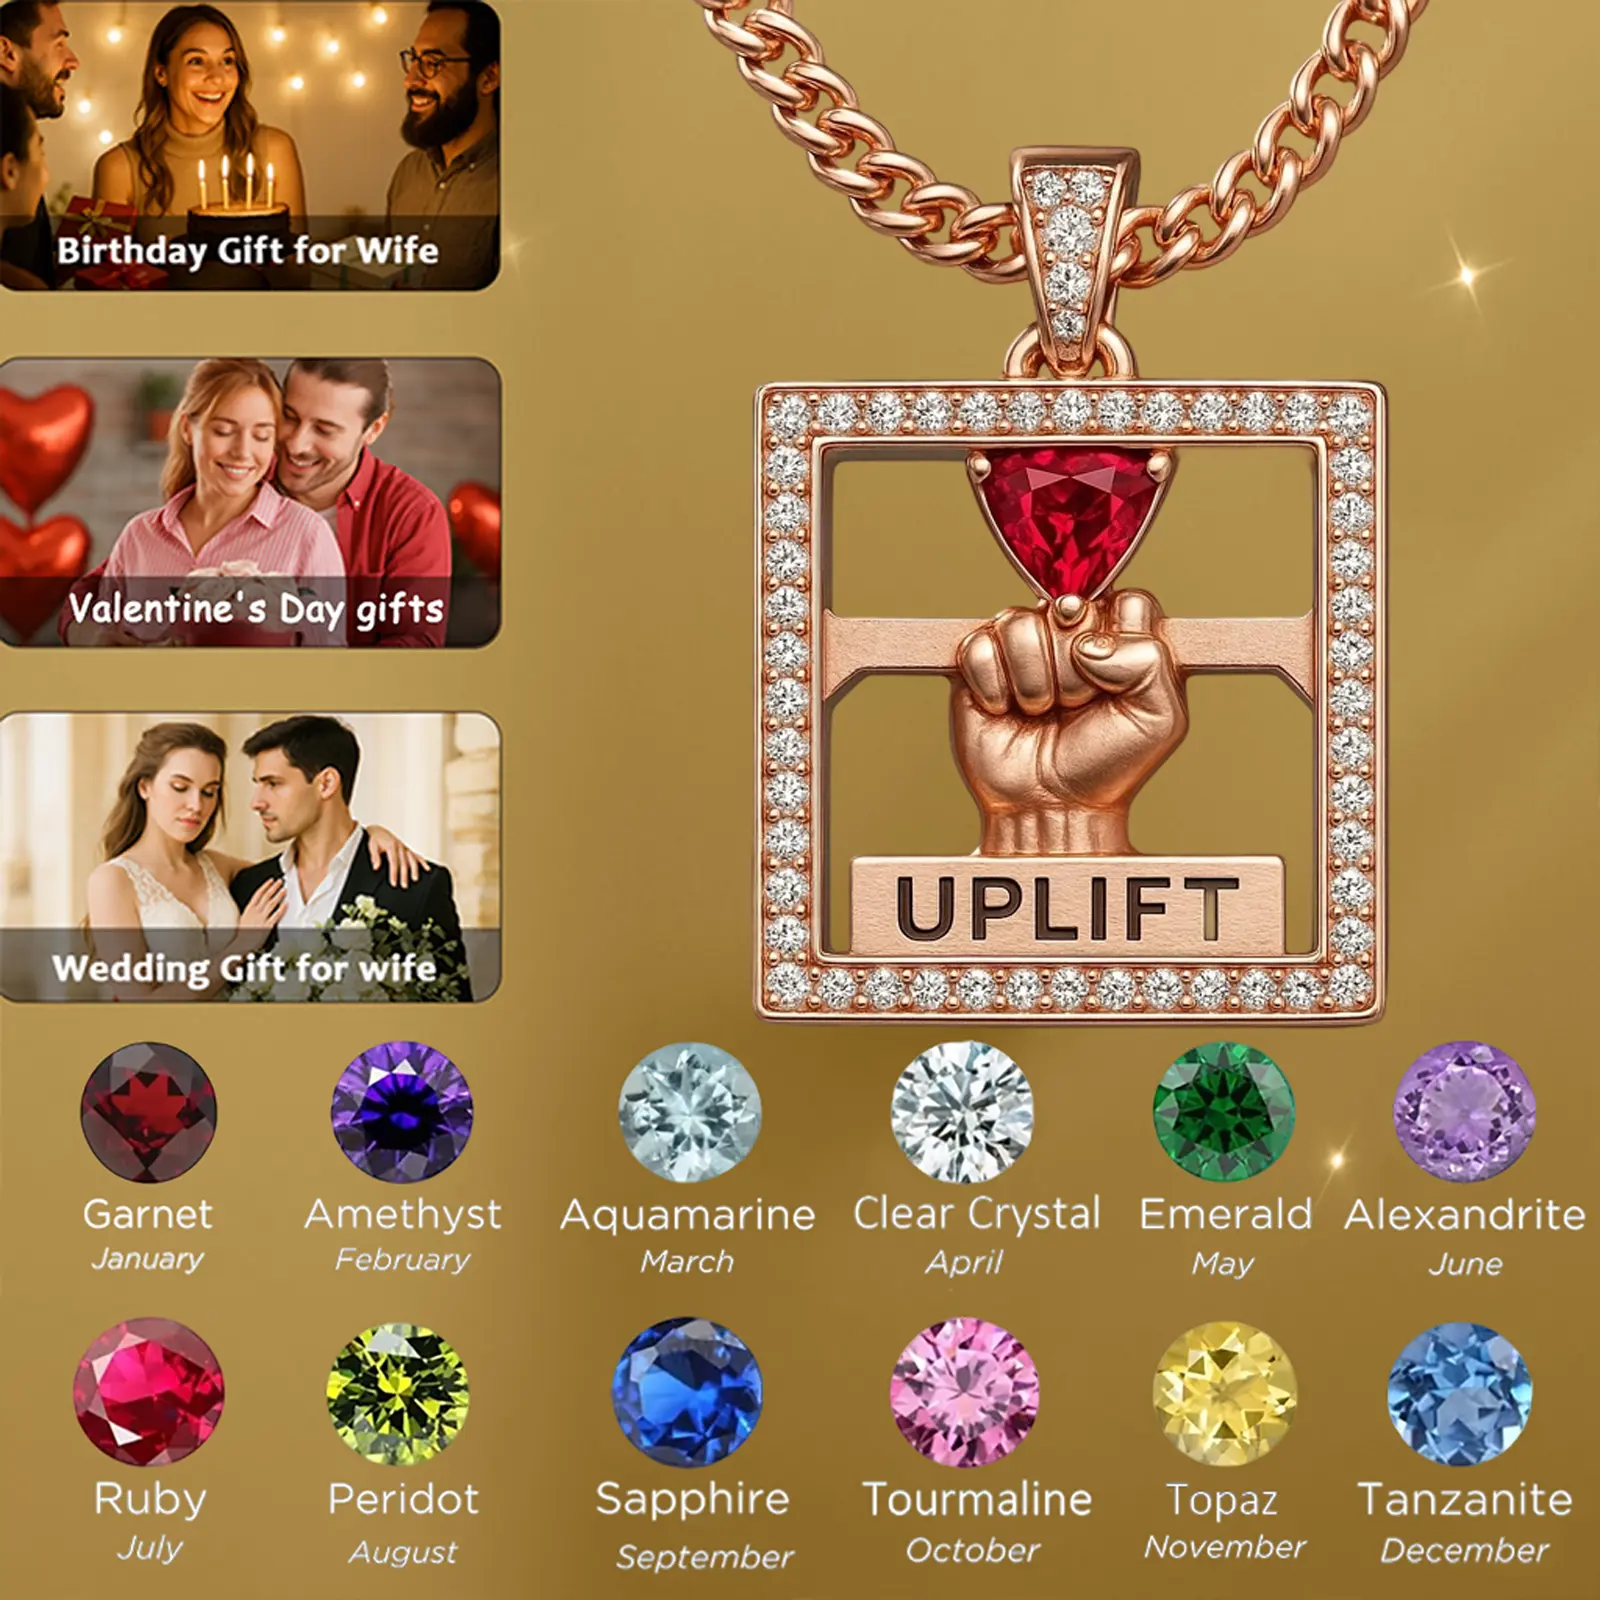 Birthday Gift for Wife
Valentine's Day gifts
Wedding Gift for wife
UPLIFT
Garnet
January
Amethyst
February
Aquamarine
March
Clear Crystal
April
Emerald
May
Alexandrite
June
Ruby
July
Peridot
August
Sapphire
September
Tourmaline
October
Topaz
November
Tanzanite
December